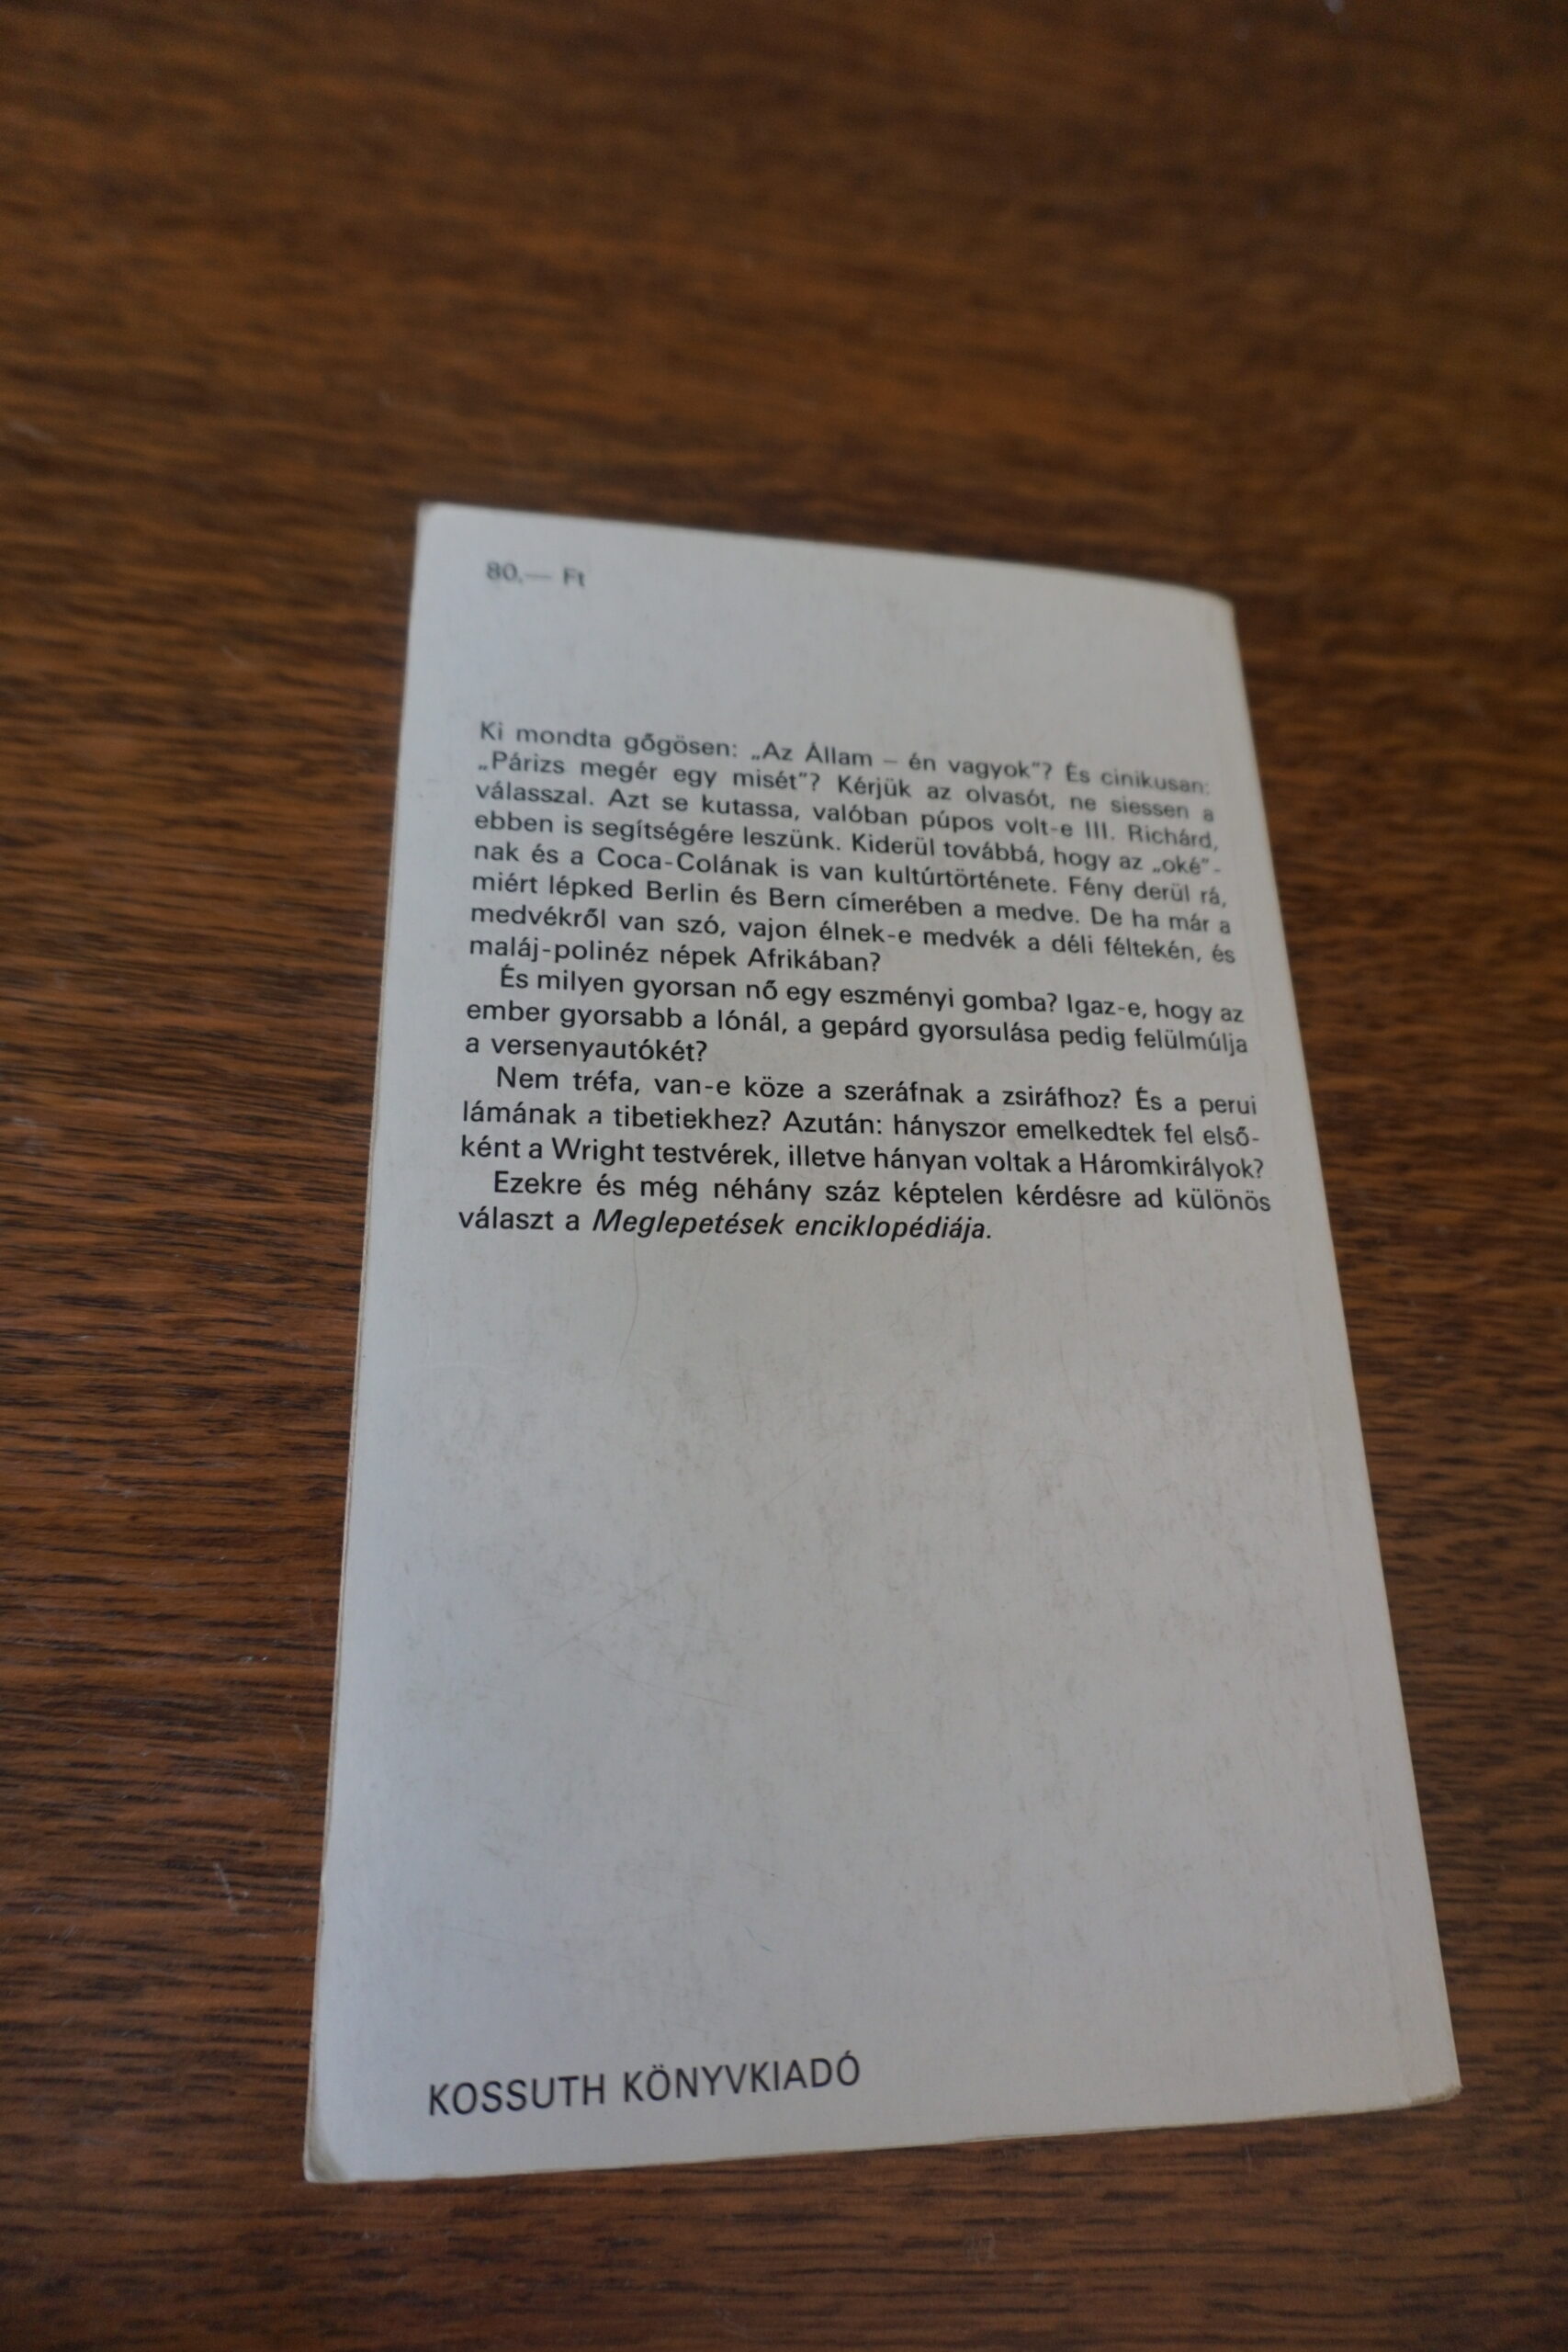 80,— Ft
Ki mondta gőgösen: „Az Állam – én vagyok"? És cinikusan:
„Párizs megér egy misét"? Kérjük az olvasót, ne siessen a
válasszal. Azt se kutassa, valóban púpos volt-e III. Richárd,
ebben is segítségére leszünk. Kiderül továbbá, hogy az „oké"-
nak és a Coca-Colának is van kultúrtörténete. Fény derül rá,
miért lépked Berlin és Bern címerében a medve. De ha már a
medvékről van szó, vajon élnek-e medvék a déli féltekén, és
maláj-polinéz népek Afrikában?
És milyen gyorsan nő egy eszményi gomba? Igaz-e, hogy az
ember gyorsabb a lónál, a gepárd gyorsulása pedig felülmúlja
a versenyautókét?
Nem tréfa, van-e köze a szeráfnak a zsiráfhoz? És a perui
lámának a tibetiekhez? Azután: hányszor emelkedtek fel első-
ként a Wright testvérek, illetve hányan voltak a Háromkirályok?
Ezekre és még néhány száz képtelen kérdésre ad különös
választ a Meglepetések enciklopédiája.
KOSSUTH KÖNYVKIADÓ